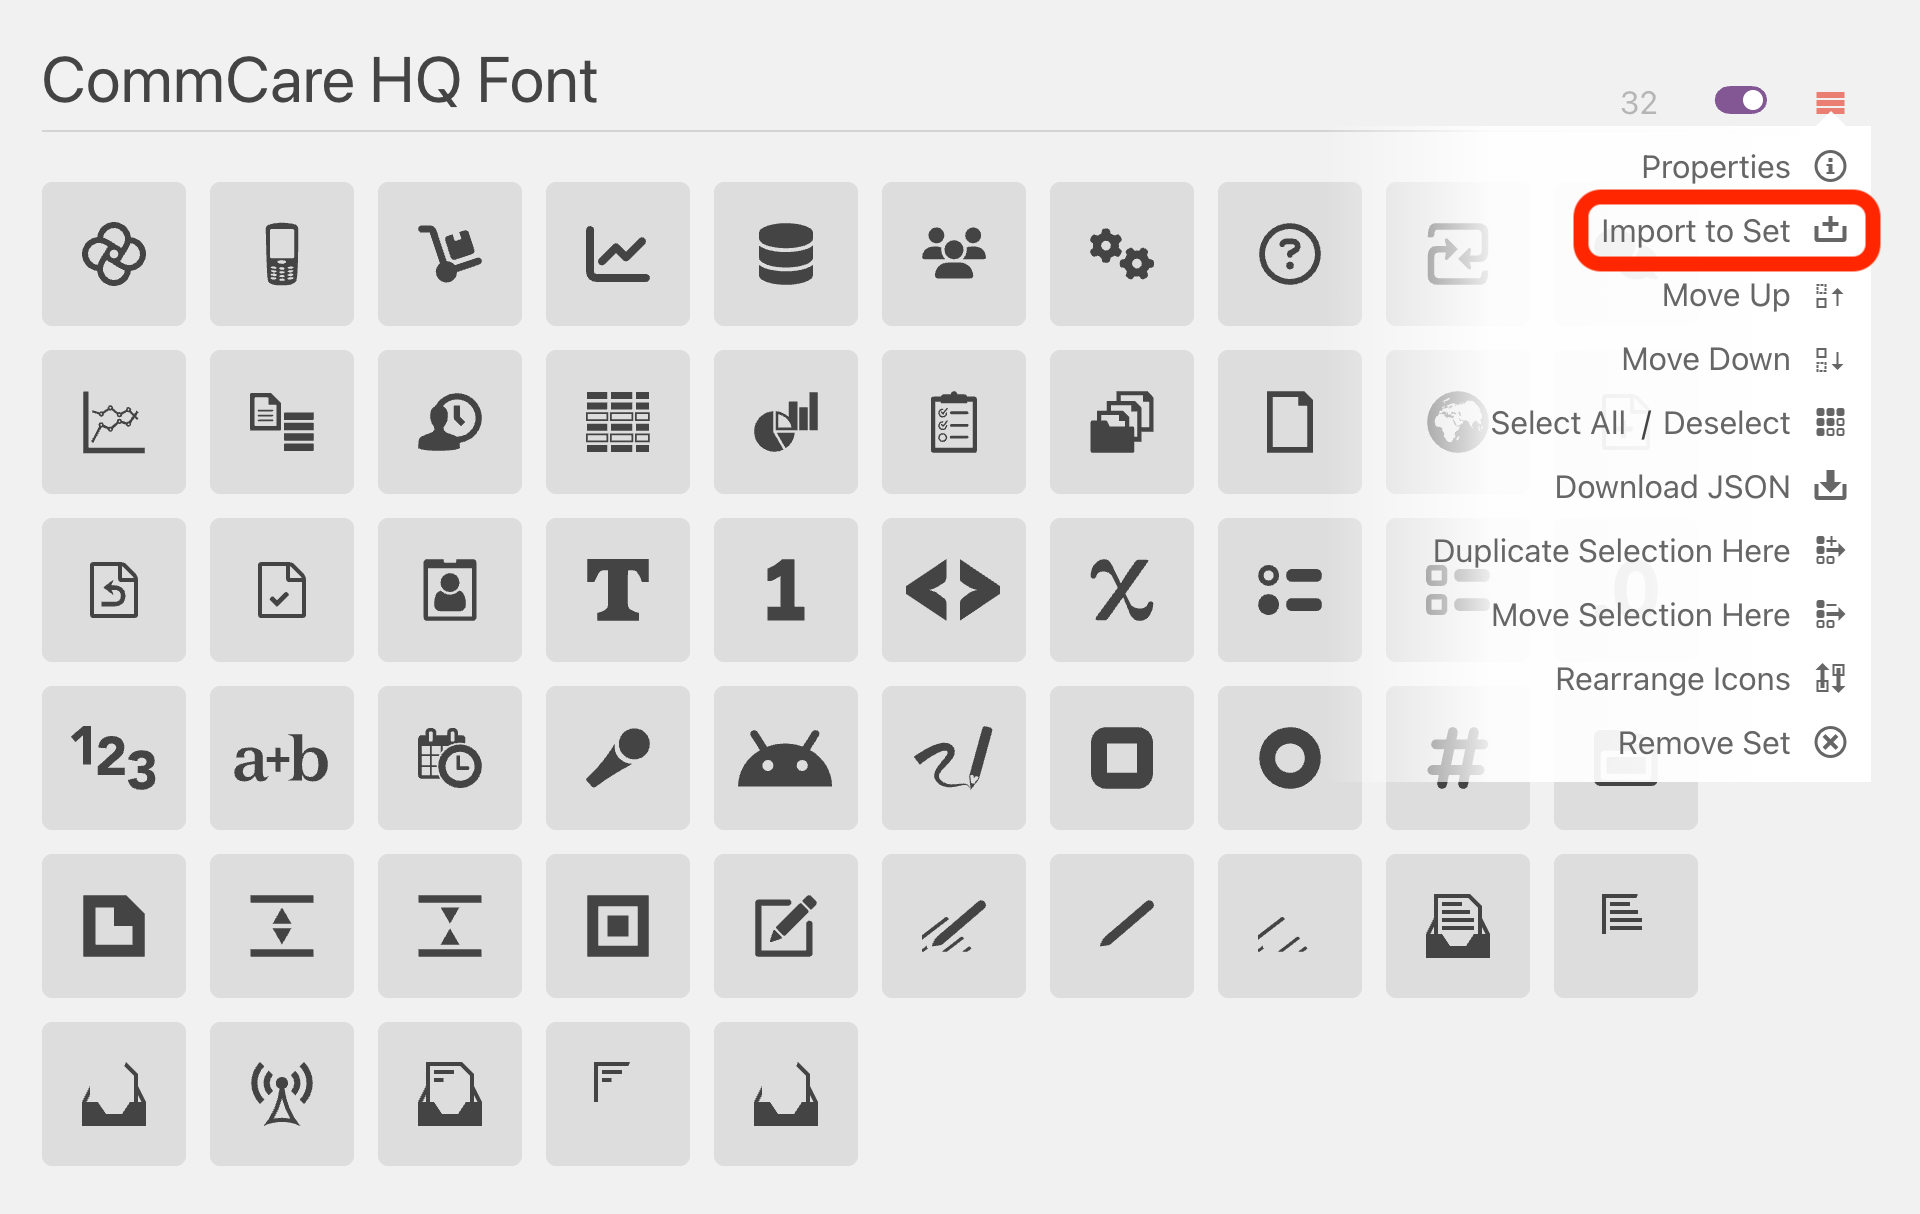 CommCare HQ Font
32
Properties
Import to Set
Move Up
Move Down
Select All / Deselect
Download JSON
Duplicate Selection Here
Move Selection Here
Rearrange Icons
Remove Set
T
1
.0
123
a+b
#